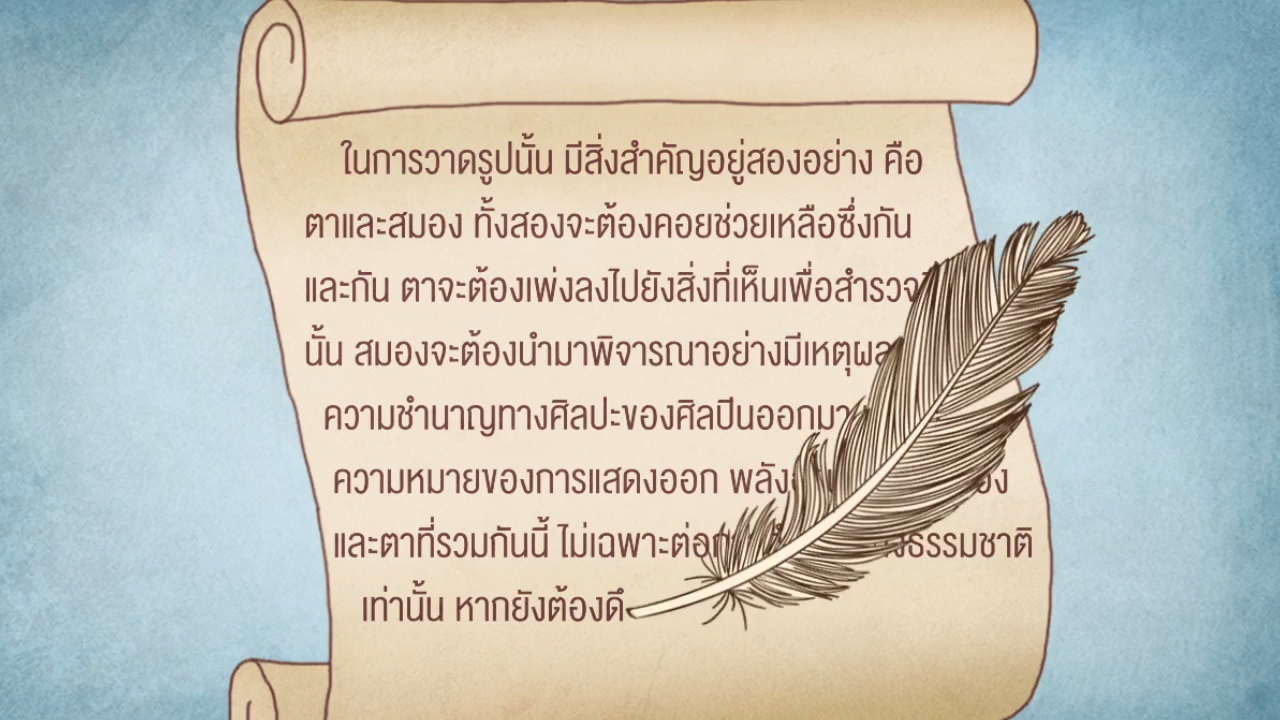 ในการวาดรูปนั้น มีสิ่งสำคัญอยู่สองอย่าง คือ
ตาและสมอง ทั้งสองจะต้องคอยช่วยเหลือซึ่งกัน
และกัน ตาจะต้องเพ่งลงไปยังสิ่งที่เห็นเพื่อสำรวจ
นั้น สมองจะต้องนำมาพิจารณาอย่างมีเหตุผล
ความชำนาญทางศิลปะของศิลปินออกมา
ความหมายของการแสดงออก
และตาที่รวมกันนี้ ไม่เฉพาะต่อ
เท่านั้น หากยังต้อง